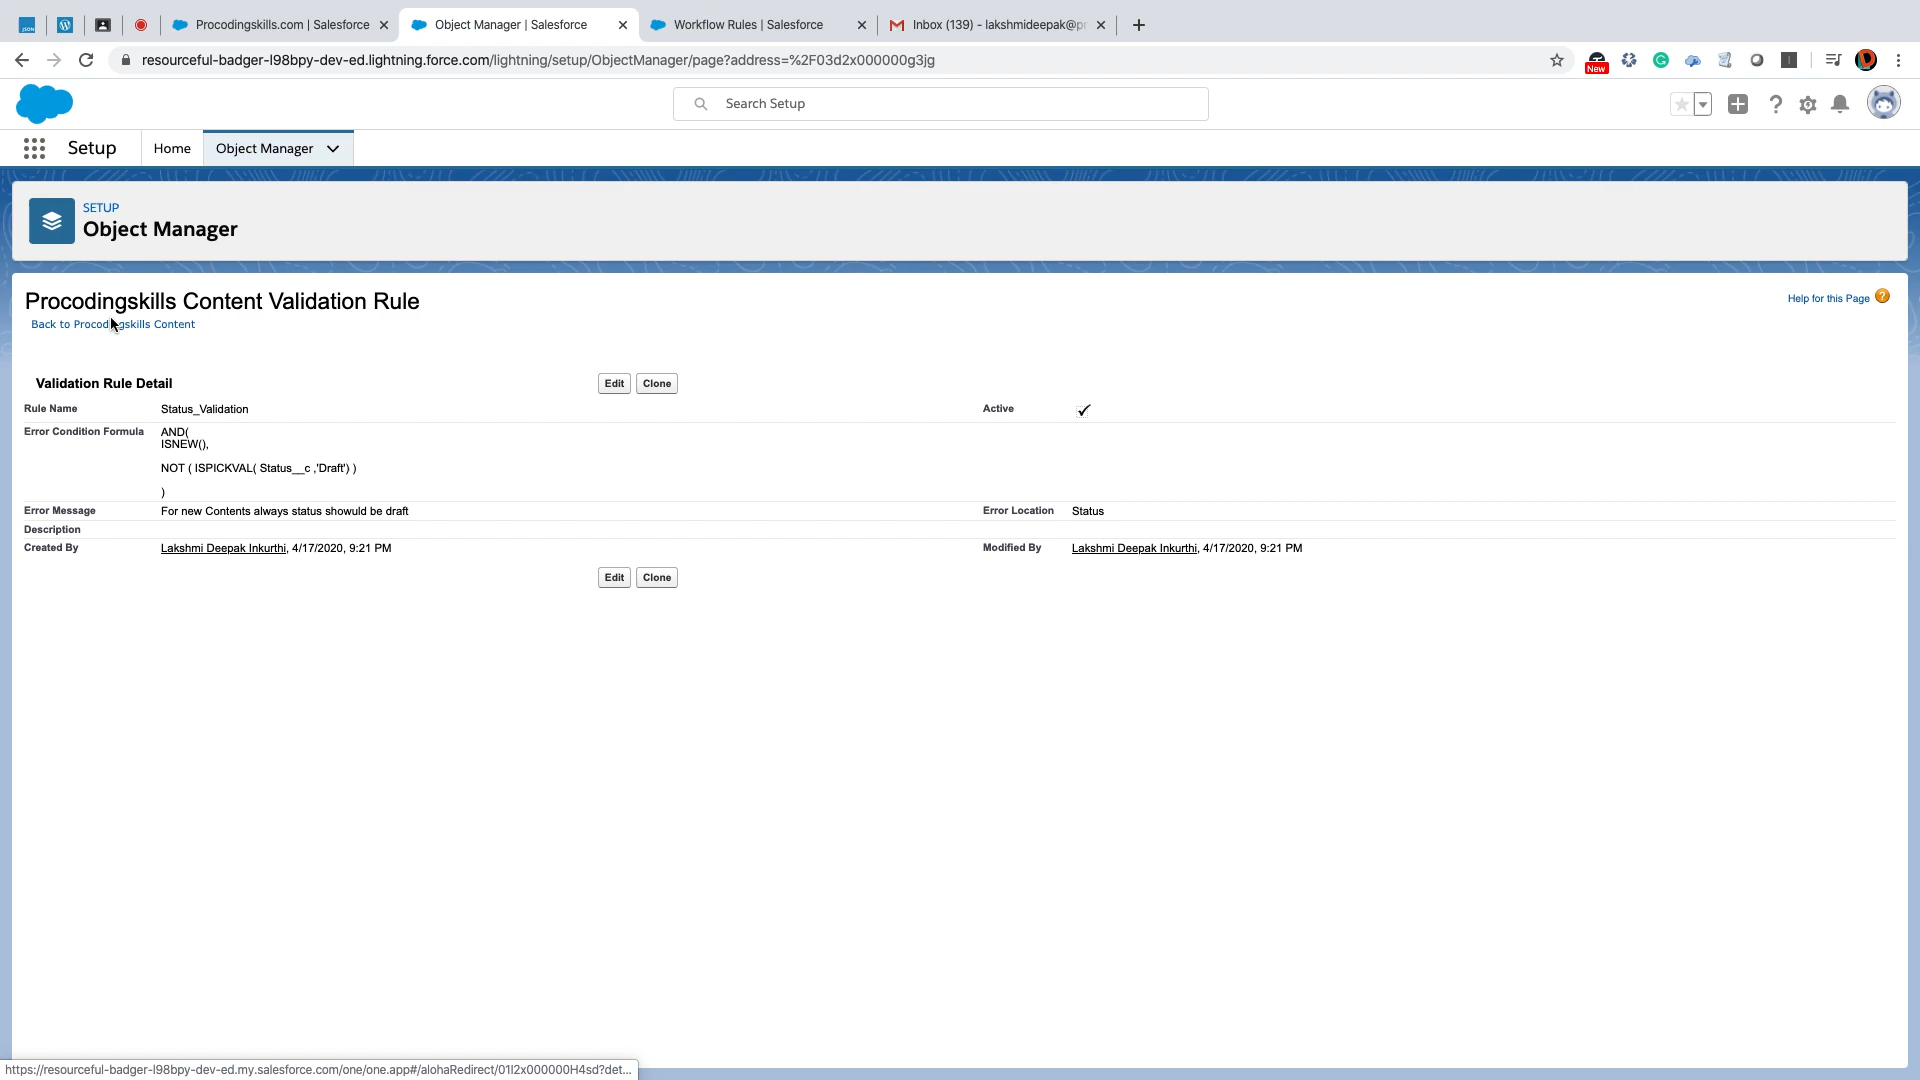 Procodingskills.com | Salesforce
Object Manager | Salesforce
Workflow Rules | Salesforce
Inbox (139) - lakshmideepak@pr
resourceful-badger-l98bpy-dev-ed.lightning.force.com/lightning/setup/ObjectManager/page?address=%2F03d2x000000g3jg
New
Search Setup
Setup
Home
Object Manager
SETUP
Object Manager
Procodingskills Content Validation Rule
Help for this Page
Back to Procodingskills Content
Validation Rule Detail
Edit
Clone
Rule Name
Status_Validation
Active
Error Condition Formula
AND(
ISNEW(),
NOT ( ISPICKVAL( Status__c ,'Draft') )
)
Error Message
For new Contents always status showuld be draft
Error Location
Status
Description
Created By
Lakshmi Deepak Inkurthi, 4/17/2020, 9:21 PM
Modified By
Lakshmi Deepak Inkurthi, 4/17/2020, 9:21 PM
Edit
Clone
https://resourceful-badger-l98bpy-dev-ed.my.salesforce.com/one/one.app#/alohaRedirect/01I2x000000H4sd?det...